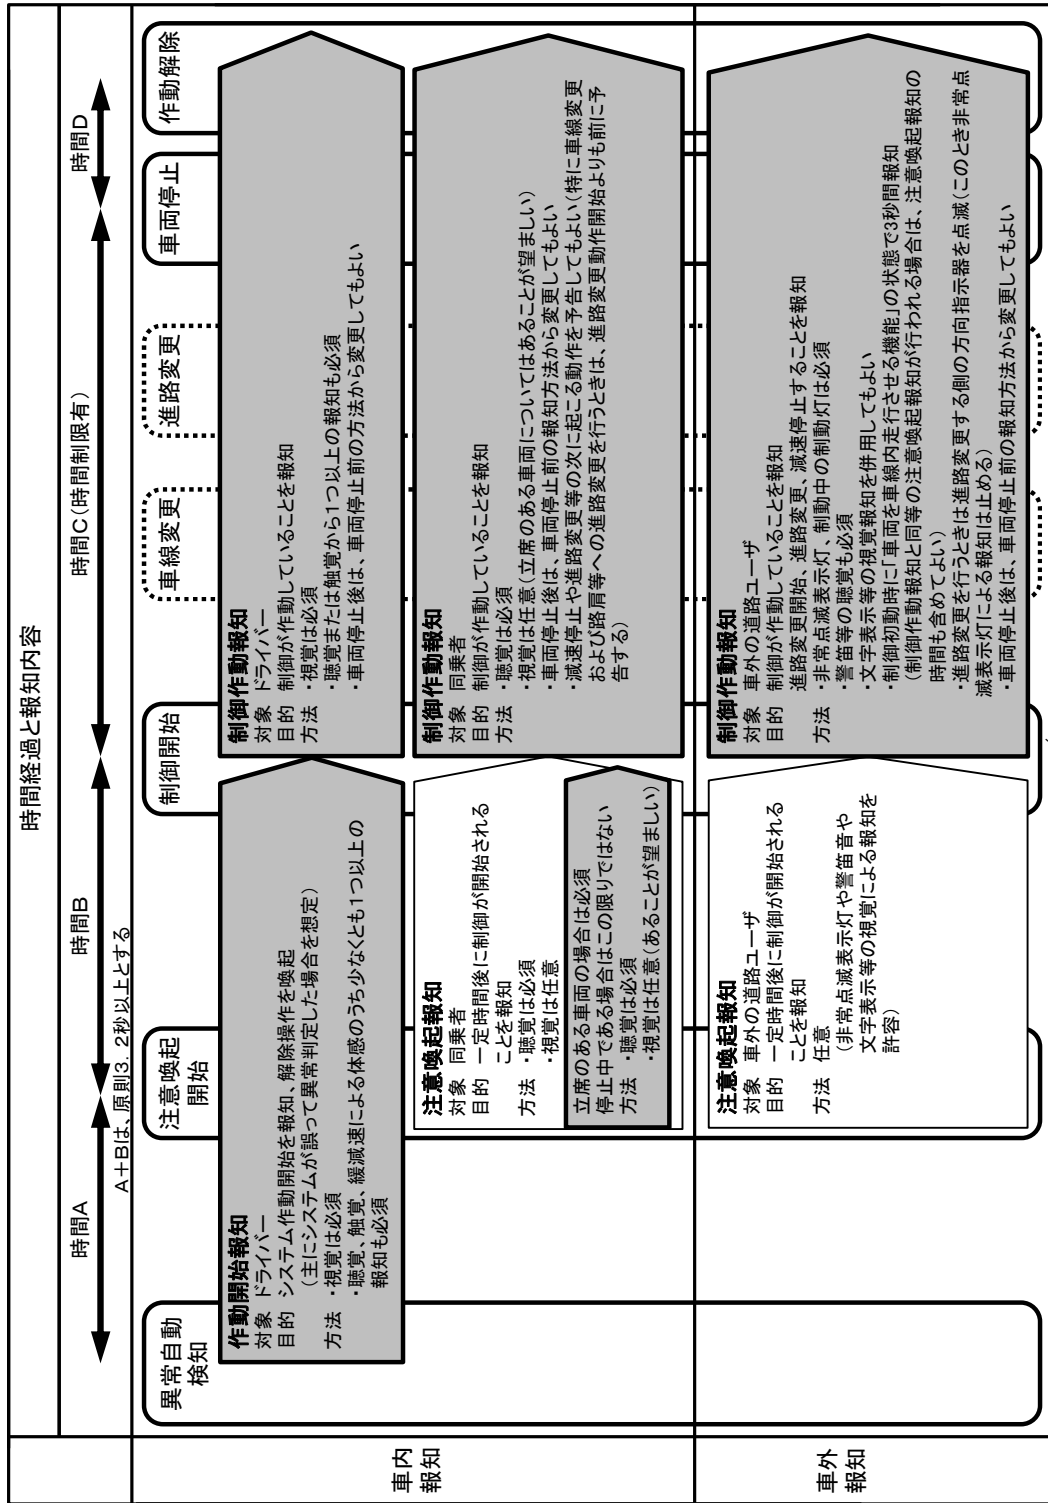 時間経過と報知内容
時間A
時間B
時間C(時間制限有)
時間D
A+Bは、原則3.2秒以上とする
異常自動
検知
注意喚起
開始
制御開始
車線変更
進路変更
車両停止
作動解除
車内
報知
作動開始報知
対象 ドライバー
目的 システム作動開始を報知、解除操作を喚起
(主にシステムが誤って異常判定した場合を想定)
方法 ・視覚は必須
・聴覚、触覚、緩減速による体感のうち少なくとも1つ以上の
報知も必須
制御作動報知
対象 ドライバー
目的 制御が作動していることを報知
方法 ・視覚は必須
・聴覚または触覚から1つ以上の報知も必須
・車両停止後は、車両停止前の方法から変更してもよい
注意喚起報知
対象 同乗者
目的 一定時間後に制御が開始される
ことを報知
方法 ・聴覚は必須
・視覚は任意
立席のある車両の場合は必須
停止中である場合はこの限りではない
方法 ・聴覚は必須
・視覚は任意(あることが望ましい)
制御作動報知
対象 同乗者
目的 制御が作動していることを報知
方法 ・聴覚は必須
・視覚は任意(立席のある車両についてはあることが望ましい)
・車両停止後は、車両停止前の報知方法から変更してもよい
・減速停止や進路変更等の次に起こる動作を予告してもよい(特に車線変更
および路肩等への進路変更を行うときは、進路変更動作開始よりも前に予
告する)
車外
報知
注意喚起報知
対象 車外の道路ユーザ
目的 一定時間後に制御が開始される
ことを報知
方法 任意
(非常点滅表示灯や警笛音や
文字表示等の視覚による報知を
許容)
制御作動報知
対象 車外の道路ユーザ
目的 制御が作動していることを報知
進路変更開始、進路変更、減速停止することを報知
方法 ・非常点滅表示灯、制動中の制動灯は必須
・警笛等の聴覚も必須
・文字表示等の視覚報知を併用してもよい
・制御初動時に「車両を車線内走行させる機能」の状態で3秒間報知
(制御作動報知と同等の注意喚起報知が行われる場合は、注意喚起報知の
時間も含めてよい)
・進路変更を行うときは進路変更する側の方向指示器を点滅(このとき非常点
滅表示灯による報知は止める)
・車両停止後は、車両停止前の報知方法から変更してもよい